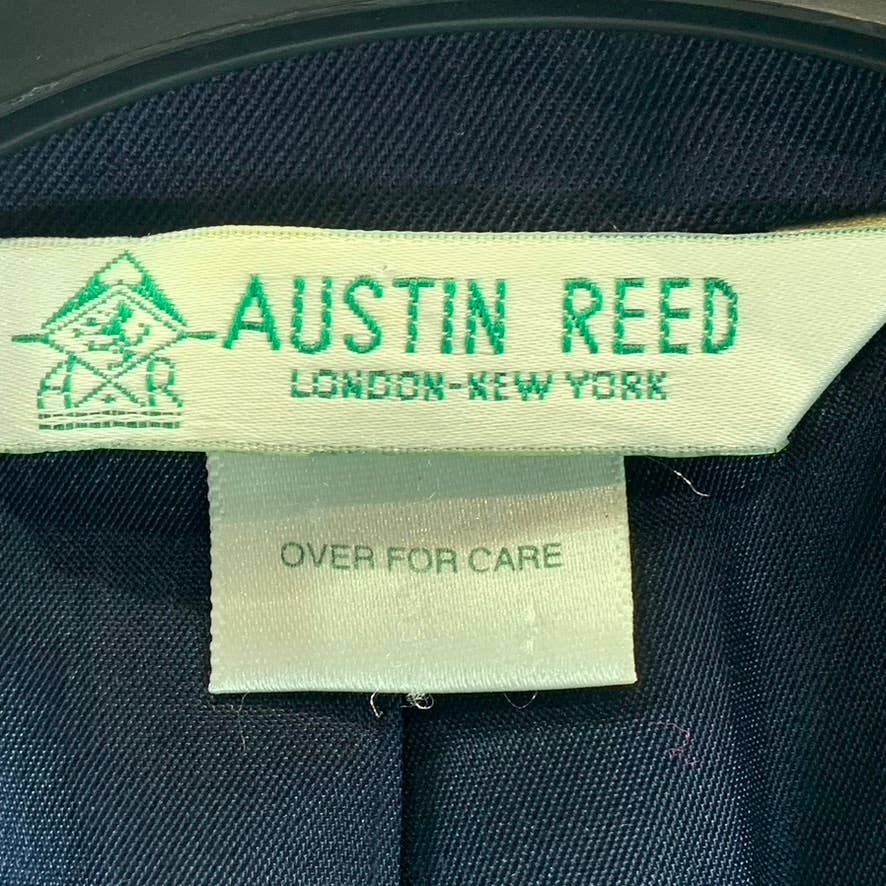 AUSTIN REED
LONDON-NEW YORK
A R
OVER FOR CARE